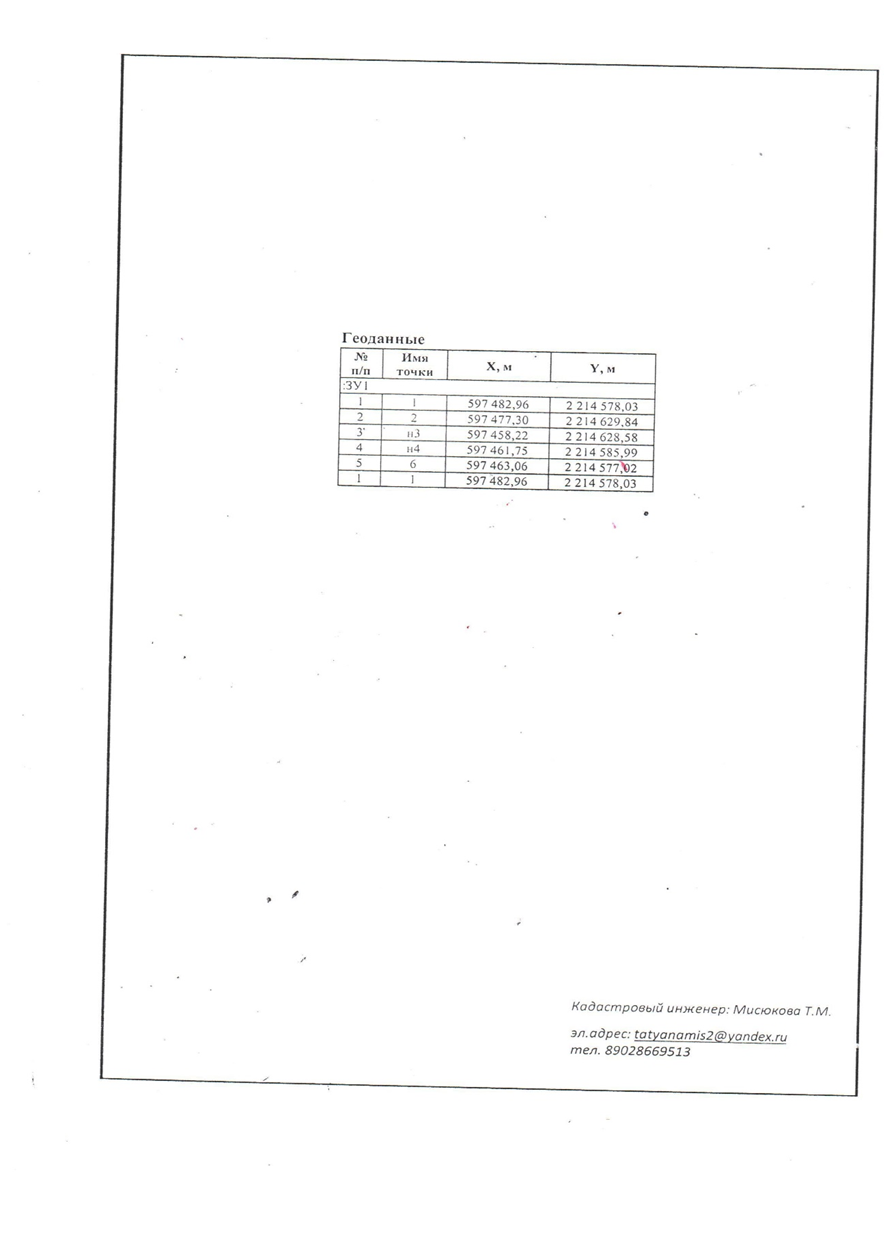 Геоданные
№ п/п Имя точки X, м Y, м
:ЗУ1
1 1 597 482,96 2 214 578,03
2 2 597 477,30 2 214 629,84
3 н3 597 458,22 2 214 628,58
4 н4 597 461,75 2 214 585,99
5 6 597 463,06 2 214 577,02
1 1 597 482,96 2 214 578,03
Кадастровый инженер: Мисюкова Т.М.
эл.адрес: tatyanamis2@yandex.ru
тел. 89028669513